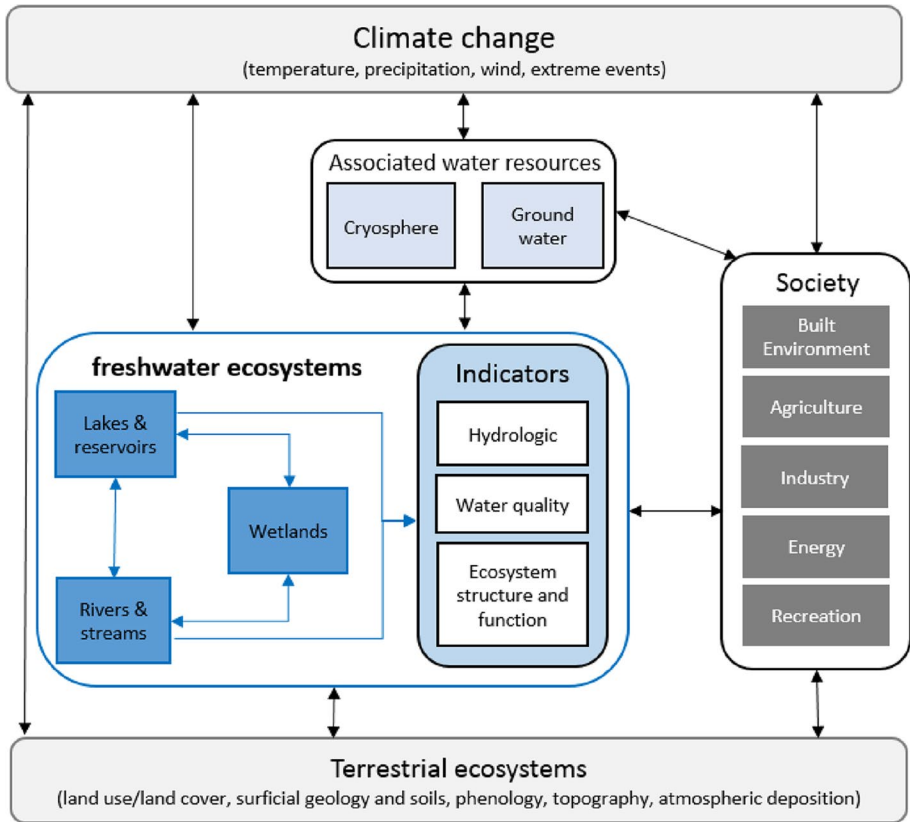 Climate change
(temperature, precipitation, wind, extreme events)
Associated water resources
Cryosphere
Ground
water
Society
Built
Environment
Agriculture
Industry
Energy
Recreation
freshwater ecosystems
Lakes &
reservoirs
Wetlands
Rivers &
streams
Indicators
Hydrologic
Water quality
Ecosystem
structure and
function
Terrestrial ecosystems
(land use/land cover, surficial geology and soils, phenology, topography, atmospheric deposition)